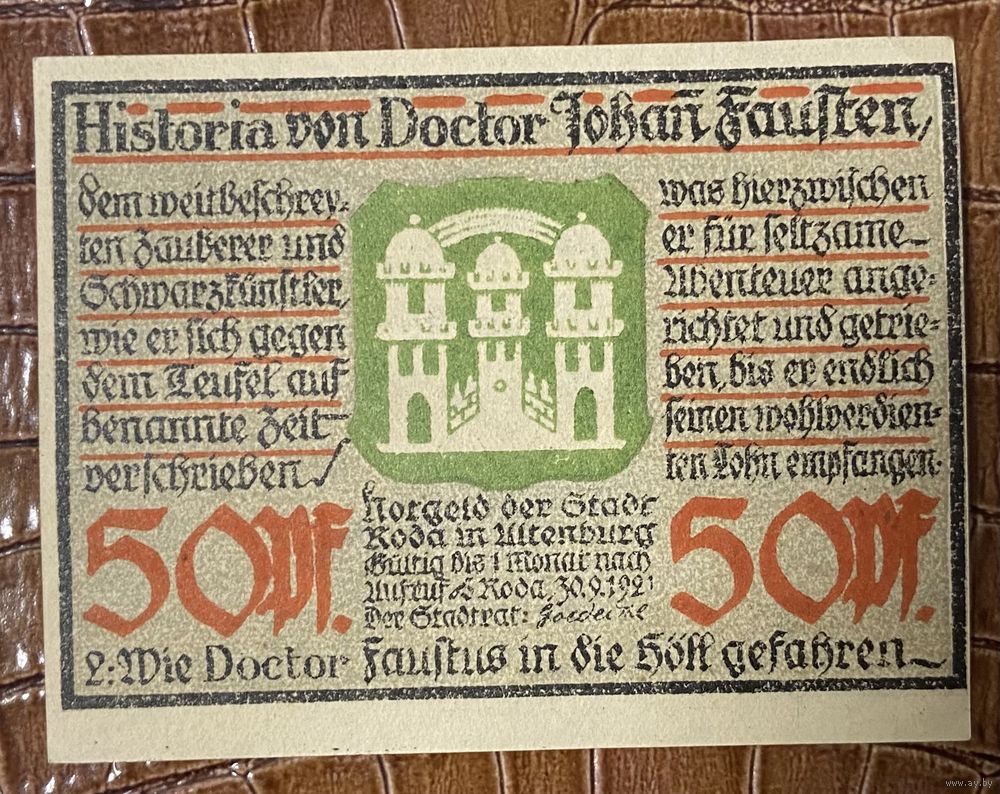 Historia von Doctor Johan̄ Fausten/
dem weitbeschrey-
ten Zauberer und
Schwarzkünstler,
wie er sich gegen
dem Teufel auf
benannte Zeit
verschrieben/
was hierzwischen
er für seltzame
Abenteuer ange-
richtet und getrie-
ben, bis er endlich
seinen wohlverdien-
ten Lohn empfangen.
50 Pf.
Notgeld der Stadt
Roda in Altenburg
Gültig bis 1 Monat nach
Aufruf Roda, 30.9.1921
Der Stadtrat:
50 Pf.
L: Wie Doctor Faustus in die Höll gefahren
www.ay.by